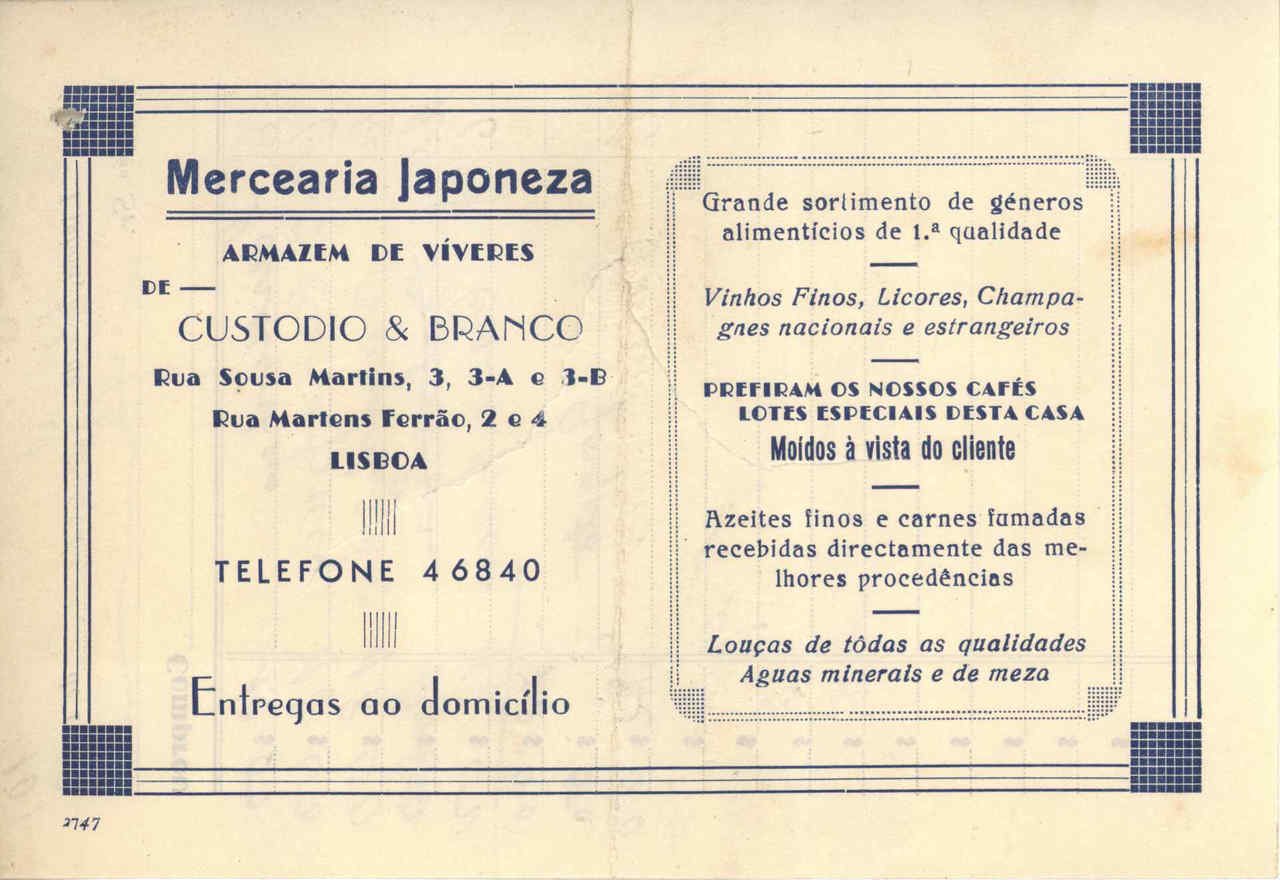 Mercearia Japoneza
ARMAZEM DE VÍVERES
DE —
CUSTODIO & BRANCO
Rua Sousa Martins, 3, 3-A e 3-B
Rua Martens Ferrão, 2 e 4
LISBOA
TELEFONE 46840
Entregas ao domicílio
Grande sortimento de géneros
alimentícios de 1.ª qualidade
Vinhos Finos, Licores, Champa-
gnes nacionais e estrangeiros
PREFIRAM OS NOSSOS CAFÉS
LOTES ESPECIAIS DESTA CASA
Moídos à vista do cliente
Azeites finos e carnes fumadas
recebidas directamente das me-
lhores procedências
Louças de tôdas as qualidades
Aguas minerais e de meza
2747